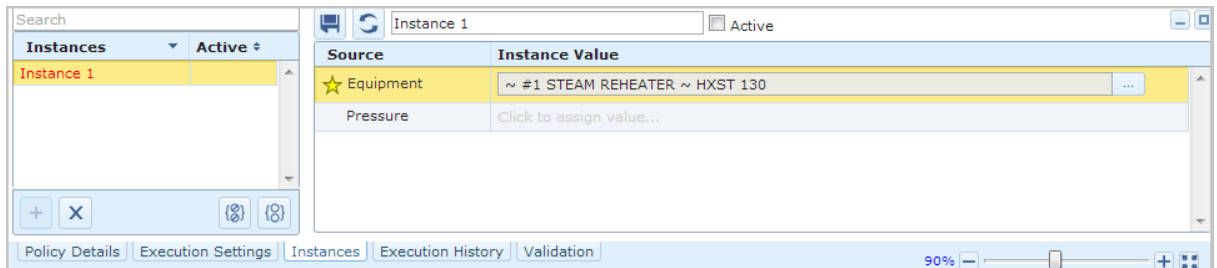 Search
Instances Active
Instance 1
Instance 1 Active
Source Instance Value
Equipment ~ #1 STEAM REHEATER ~ HXST 130 ...
Pressure Click to assign value...
Policy Details Execution Settings Instances Execution History Validation
90%